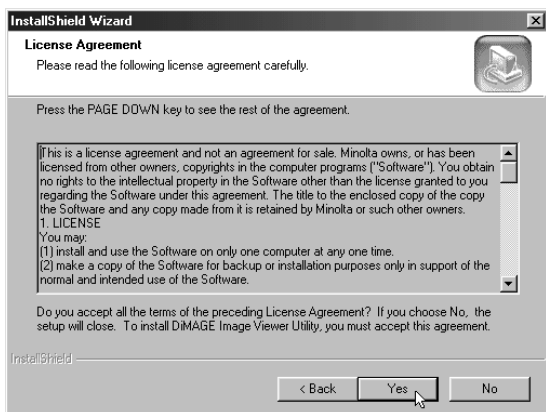 InstallShield Wizard
License Agreement
Please read the following license agreement carefully.
Press the PAGE DOWN key to see the rest of the agreement.
This is a license agreement and not an agreement for sale. Minolta owns, or has been
licensed from other owners, copyrights in the computer programs ("Software"). You obtain
no rights to the intellectual property in the Software other than the license granted to you
regarding the Software under this agreement. The title to the enclosed copy of the copy
the Software and any copy made from it is retained by Minolta or such other owners.
1. LICENSE
You may:
(1) install and use the Software on only one computer at any one time.
(2) make a copy of the Software for backup or installation purposes only in support of the
normal and intended use of the Software.
Do you accept all the terms of the preceding License Agreement? If you choose No, the
setup will close. To install DiMAGE Image Viewer Utility, you must accept this agreement.
InstallShield
< Back Yes No